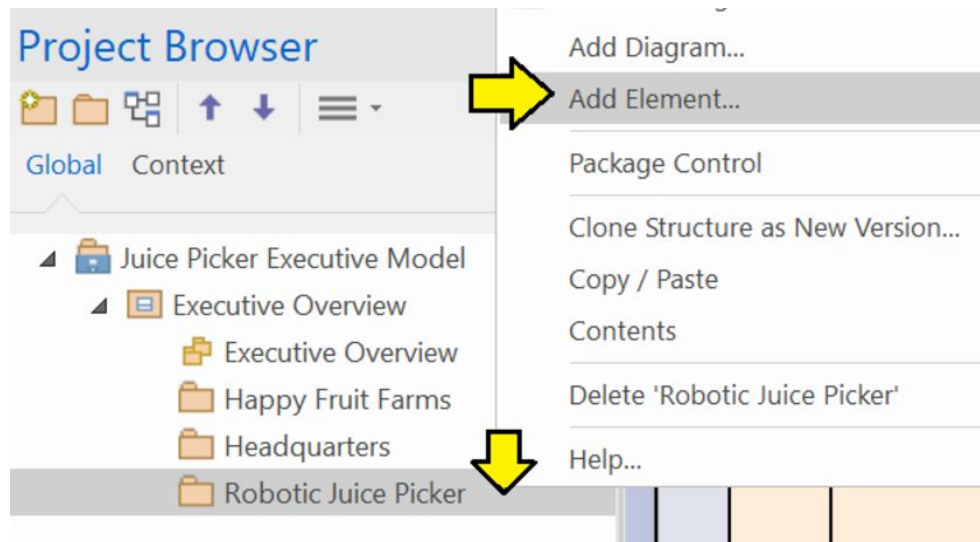 Project Browser
Global Context
Juice Picker Executive Model
Executive Overview
Executive Overview
Happy Fruit Farms
Headquarters
Robotic Juice Picker
Add Diagram...
Add Element...
Package Control
Clone Structure as New Version...
Copy / Paste
Contents
Delete 'Robotic Juice Picker'
Help...